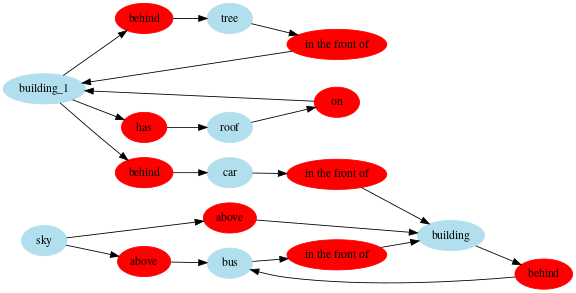 behind
tree
in the front of
building_1
on
has
roof
behind
car
in the front of
above
building
sky
above
bus
in the front of
behind